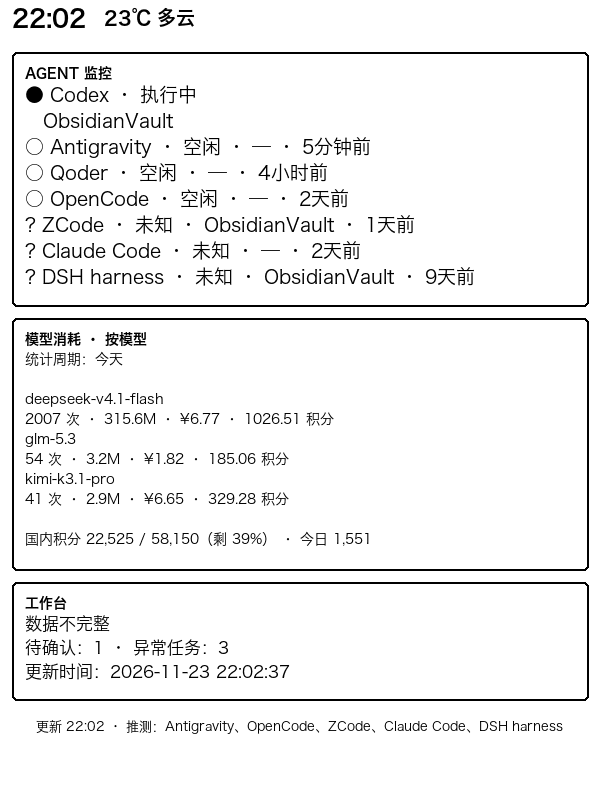 22:02 23℃ 多云
AGENT 监控
● Codex · 执行中
ObsidianVault
○ Antigravity · 空闲 · — · 5分钟前
○ Qoder · 空闲 · — · 4小时前
○ OpenCode · 空闲 · — · 2天前
? ZCode · 未知 · ObsidianVault · 1天前
? Claude Code · 未知 · — · 2天前
? DSH harness · 未知 · ObsidianVault · 9天前
模型消耗 · 按模型
统计周期：今天
deepseek-v4.1-flash
2007 次 · 315.6M · ¥6.77 · 1026.51 积分
glm-5.3
54 次 · 3.2M · ¥1.82 · 185.06 积分
kimi-k3.1-pro
41 次 · 2.9M · ¥6.65 · 329.28 积分
国内积分 22,525 / 58,150（剩 39%） · 今日 1,551
工作台
数据不完整
待确认：1 · 异常任务：3
更新时间：2026-11-23 22:02:37
更新 22:02 · 推测：Antigravity、OpenCode、ZCode、Claude Code、DSH harness